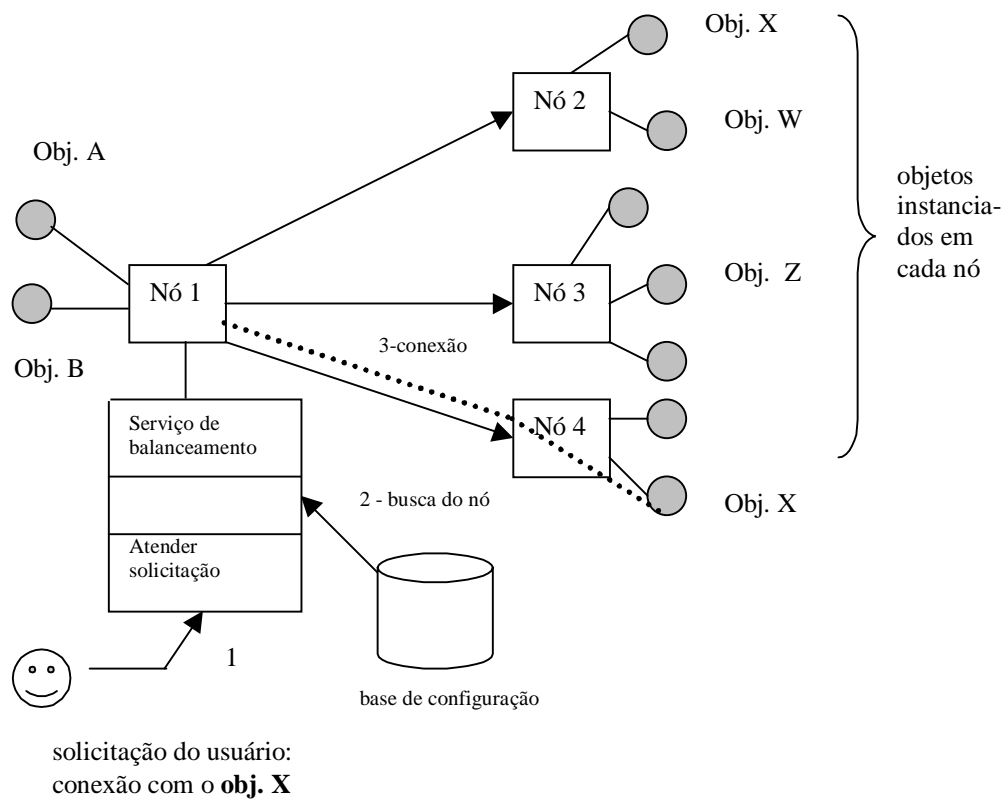 Obj. X
Nó 2
Obj. W
Obj. A
objetos
instancia-
dos em
cada nó
Nó 1
Nó 3
Obj. Z
3-conexão
Obj. B
Serviço de
balanceamento
Nó 4
2 - busca do nó
Obj. X
Atender
solicitação
1
base de configuração
solicitação do usuário:
conexão com o obj. X